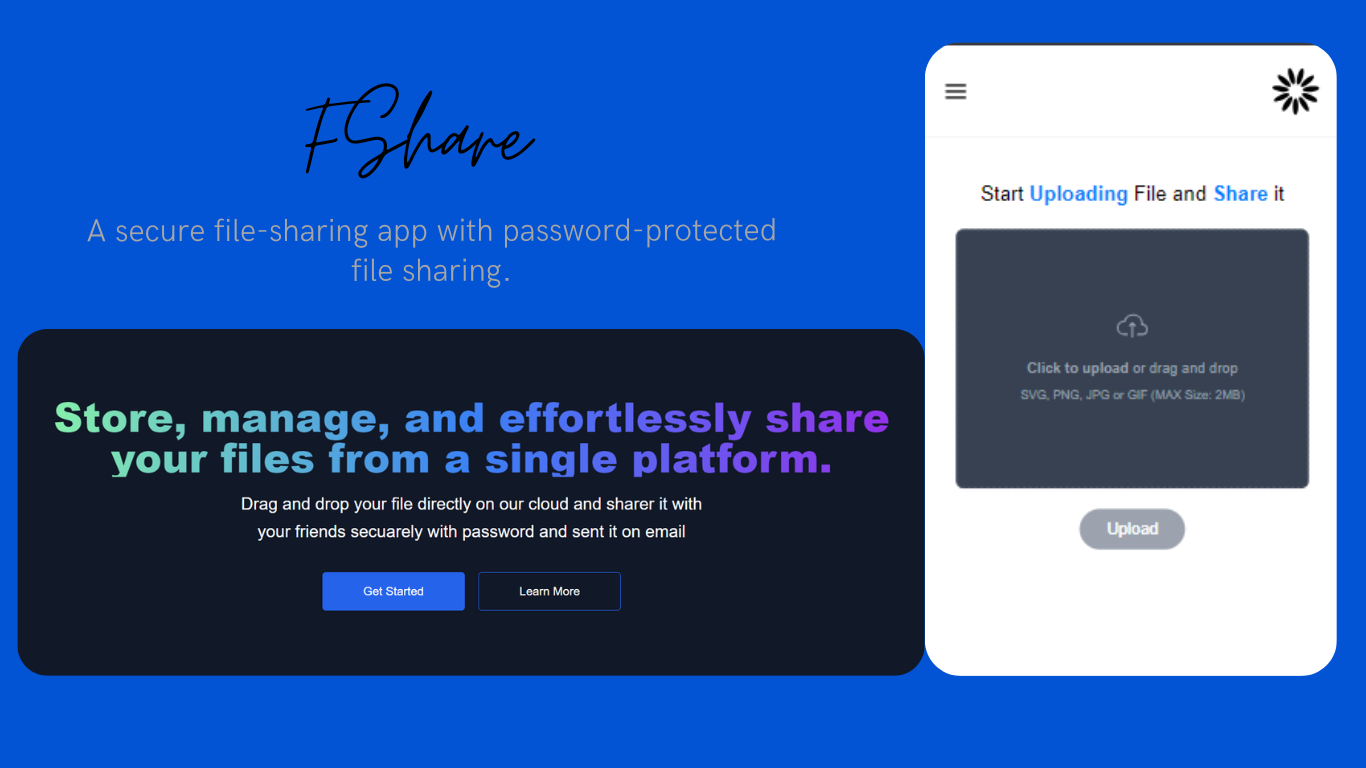 FShare
A secure file-sharing app with password-protected
file sharing.
Store, manage, and effortlessly share
your files from a single platform.
Drag and drop your file directly on our cloud and sharer it with
your friends secuarely with password and sent it on email
Get Started
Learn More
Start Uploading File and Share it
Click to upload or drag and drop
SVG, PNG, JPG or GIF (MAX Size: 2MB)
Upload